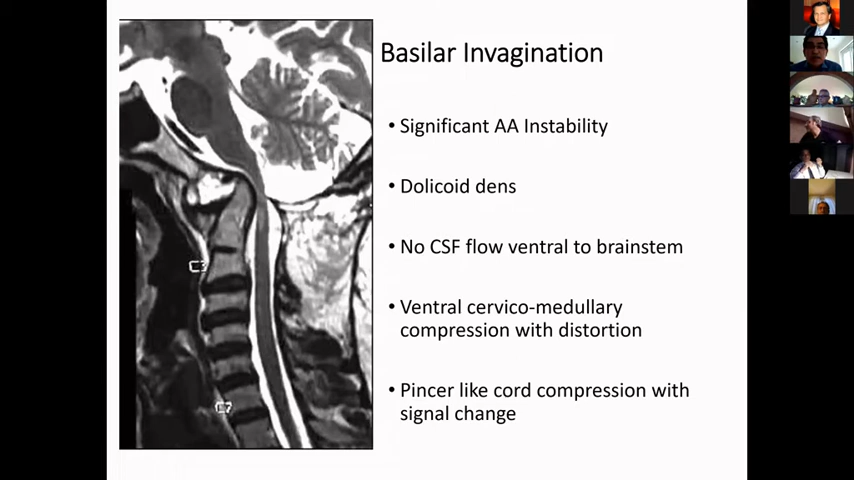 Basilar Invagination
• Significant AA Instability
• Dolicoid dens
• No CSF flow ventral to brainstem
• Ventral cervico-medullary
compression with distortion
• Pincer like cord compression with
signal change
C3
C7